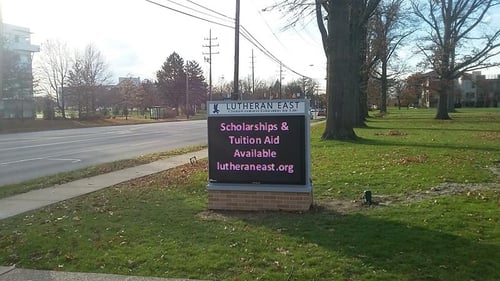 LUTHERAN EAST
Scholarships &
Tuition Aid
Available
lutheraneast.org